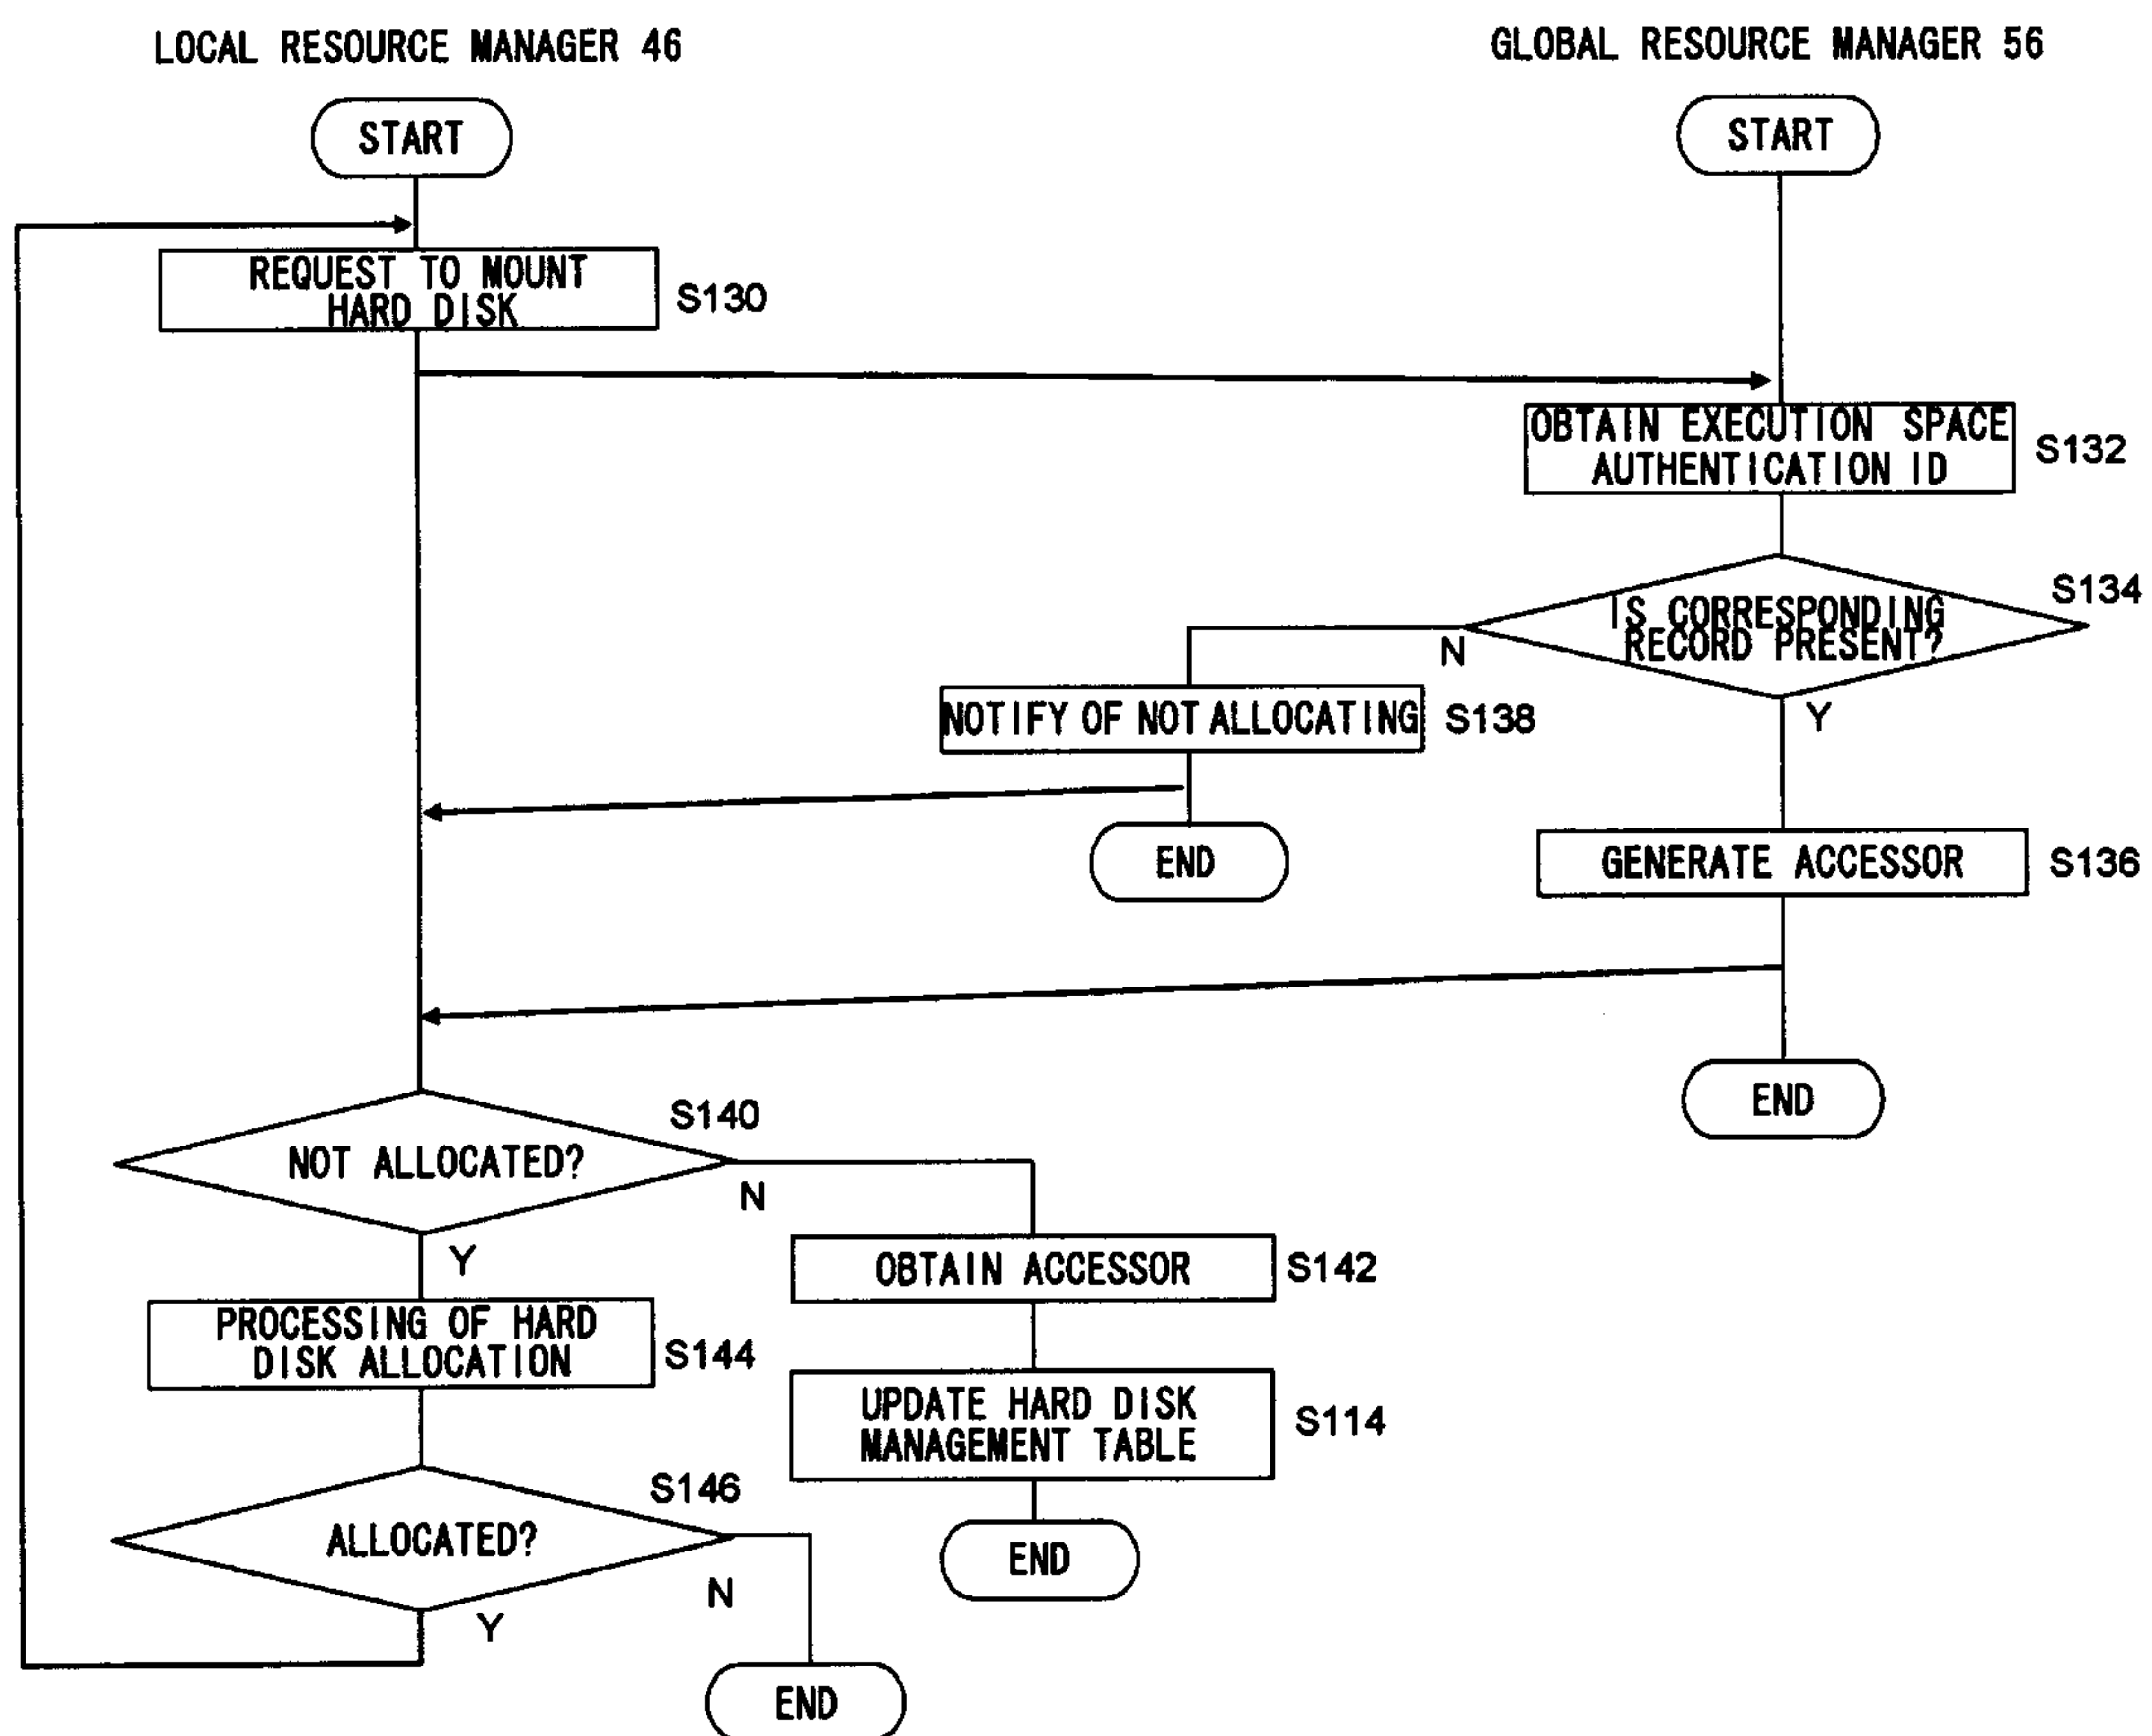 LOCAL RESOURCE MANAGER 46
GLOBAL RESOURCE MANAGER 56
START
START
REQUEST TO MOUNT
HARD DISK
S130
OBTAIN EXECUTION SPACE
AUTHENTICATION ID
S132
S134
IS CORRESPONDING
RECORD PRESENT?
N
Y
NOTIFY OF NOT ALLOCATING
S138
END
GENERATE ACCESSOR
S136
END
S140
NOT ALLOCATED?
N
Y
OBTAIN ACCESSOR
S142
PROCESSING OF HARD
DISK ALLOCATION
S144
UPDATE HARD DISK
MANAGEMENT TABLE
S114
S146
ALLOCATED?
N
Y
END
END